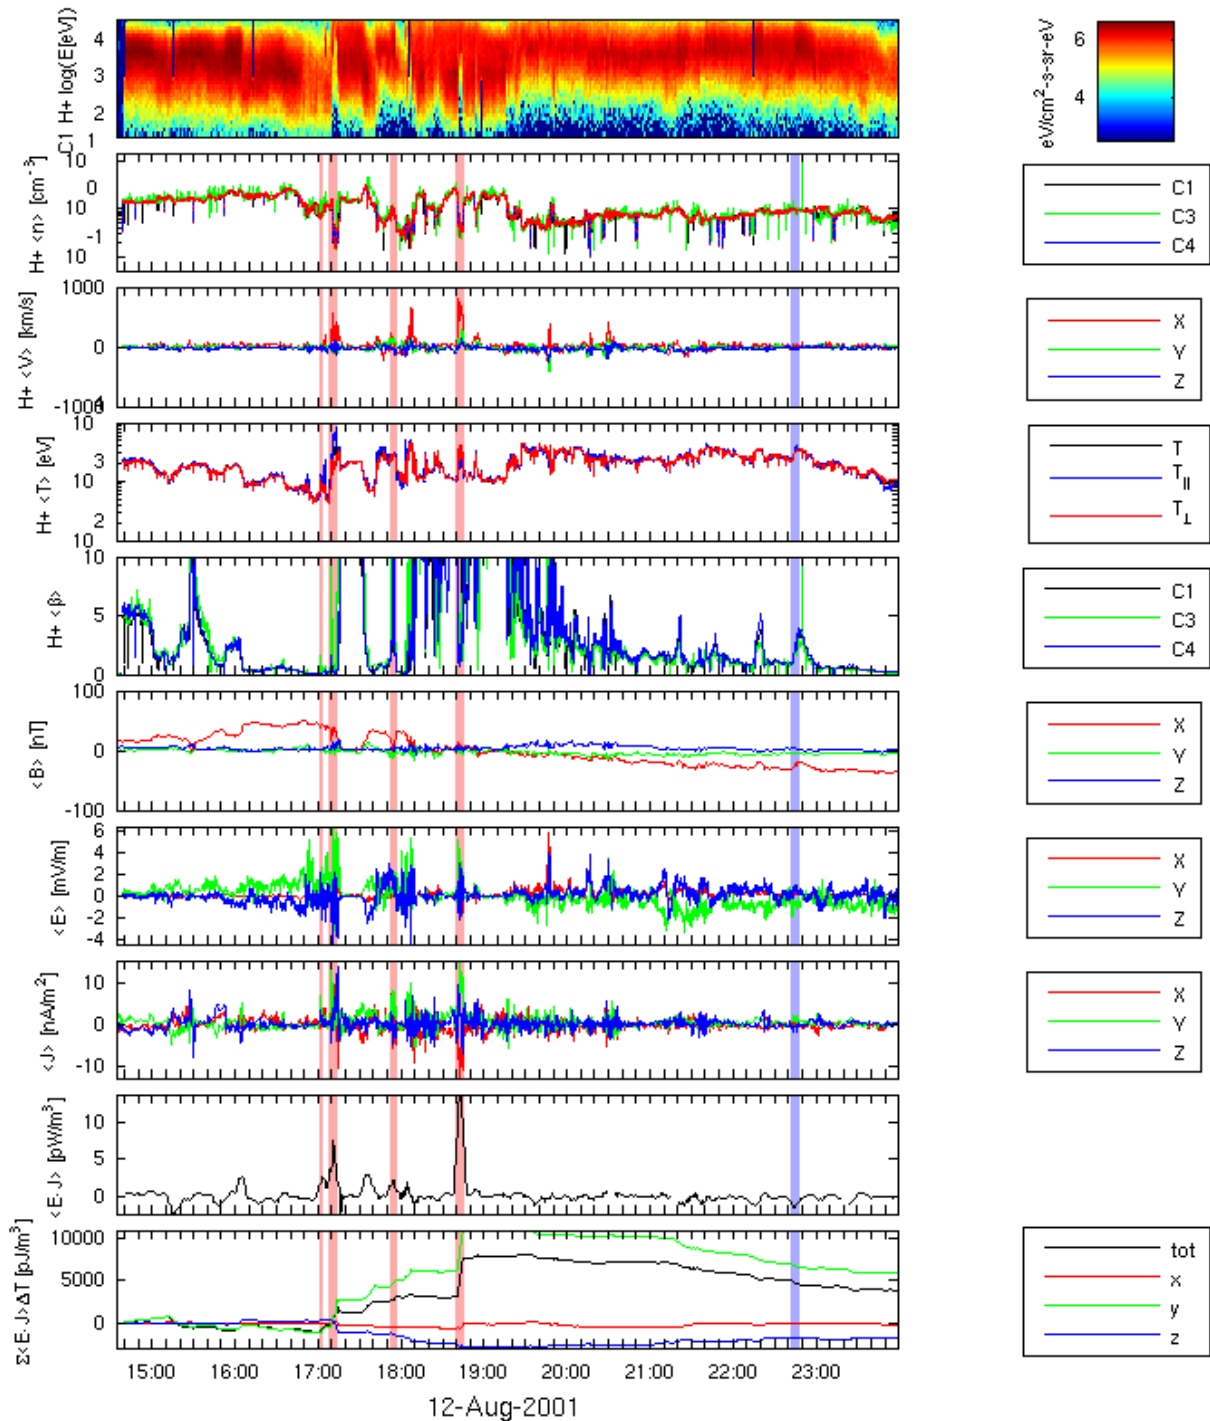 C1 H+ log(E[eV])
4
3
2
1
6
4
eV/cm²-s-sr-eV
H+ <n> [cm⁻³]
10
0
10
-1
10
C1
C3
C4
H+ <V> [km/s]
1000
0
-1000
X
Y
Z
H+ <T> [eV]
4
10
3
10
2
10
T
T||
T⊥
H+ <β>
10
5
0
C1
C3
C4
<B> [nT]
100
0
-100
X
Y
Z
<E> [mV/m]
6
4
2
0
-2
-4
X
Y
Z
<J> [nA/m²]
10
0
-10
X
Y
Z
<E·J> [pW/m³]
10
5
0
Σ<E·J>ΔT [pJ/m³]
10000
5000
0
tot
x
y
z
15:00 16:00 17:00 18:00 19:00 20:00 21:00 22:00 23:00
12-Aug-2001